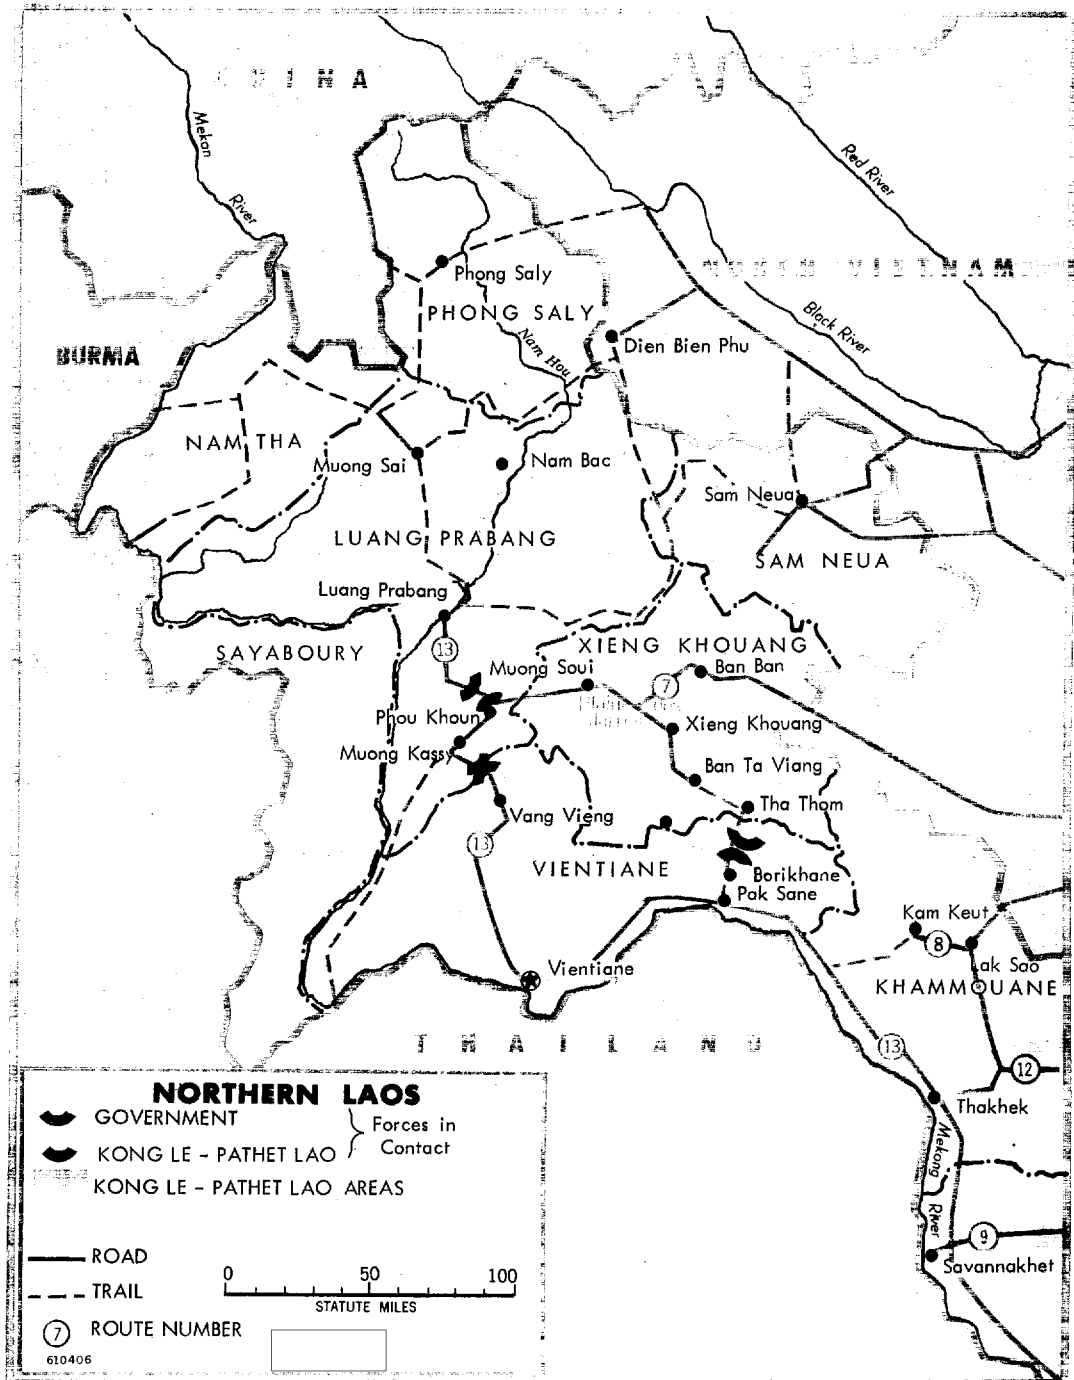 CHINA
Mekon
River
Red River
Phong Saly
NORTH VIETNAM
PHONG SALY
Black River
Nam Hou
Dien Bien Phu
BURMA
NAM THA
Muong Sai
Nam Bac
Sam Neua
LUANG PRABANG
SAM NEUA
Luang Prabang
13
SAYABOURY
XIENG KHOUANG
Muong Soui
Ban Ban
7
Phou Khoun
Xieng Khouang
Muong Kassy
Ban Ta Viang
Tha Thom
Vang Vieng
13
VIENTIANE
Borikhane
Pak Sane
Kam Keut
8
Lak Sao
Vientiane
KHAMMOUANE
THAILAND
13
12
Thakhek
Mekong
River
9
Savannakhet
NORTHERN LAOS
GOVERNMENT
KONG LE - PATHET LAO
Forces in
Contact
KONG LE - PATHET LAO AREAS
ROAD
TRAIL
0 50 100
STATUTE MILES
7 ROUTE NUMBER
610406